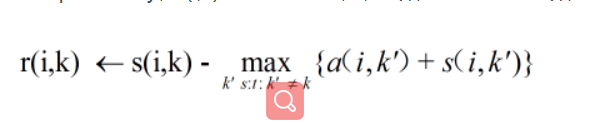 r(i,k) ← s(i,k) - max {a(i,k') + s(i,k')}
k' s.t: k' ≠ k